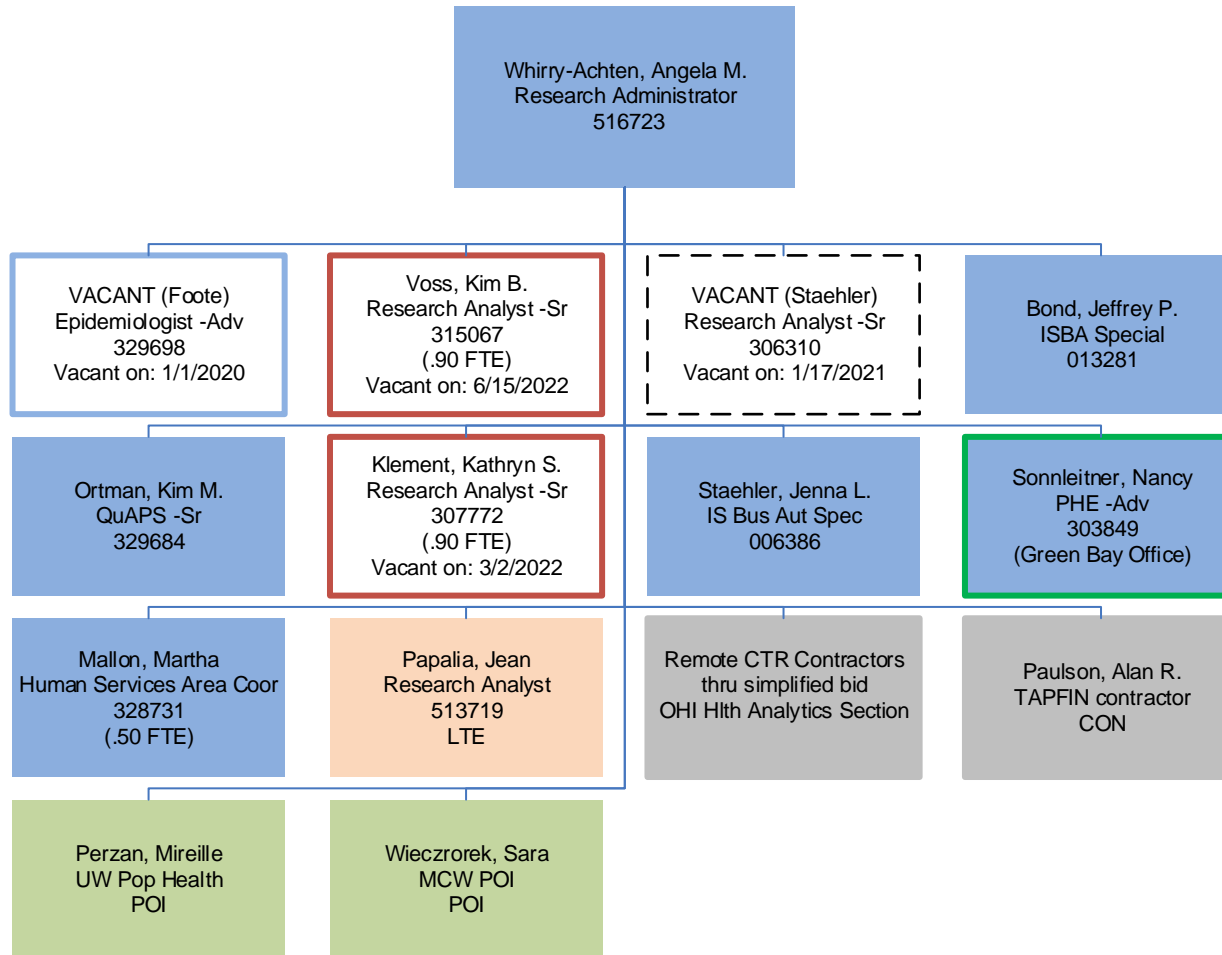 Whirry-Achten, Angela M.
Research Administrator
516723
VACANT (Foote)
Epidemiologist -Adv
329698
Vacant on: 1/1/2020
Voss, Kim B.
Research Analyst -Sr
315067
(.90 FTE)
Vacant on: 6/15/2022
VACANT (Staehler)
Research Analyst -Sr
306310
Vacant on: 1/17/2021
Bond, Jeffrey P.
ISBA Special
013281
Ortman, Kim M.
QuAPS -Sr
329684
Klement, Kathryn S.
Research Analyst -Sr
307772
(.90 FTE)
Vacant on: 3/2/2022
Staehler, Jenna L.
IS Bus Aut Spec
006386
Sonnleitner, Nancy
PHE -Adv
303849
(Green Bay Office)
Mallon, Martha
Human Services Area Coor
328731
(.50 FTE)
Papalia, Jean
Research Analyst
513719
LTE
Remote CTR Contractors
thru simplified bid
OHI Hlth Analytics Section
Paulson, Alan R.
TAPFIN contractor
CON
Perzan, Mireille
UW Pop Health
POI
Wieczrorek, Sara
MCW POI
POI